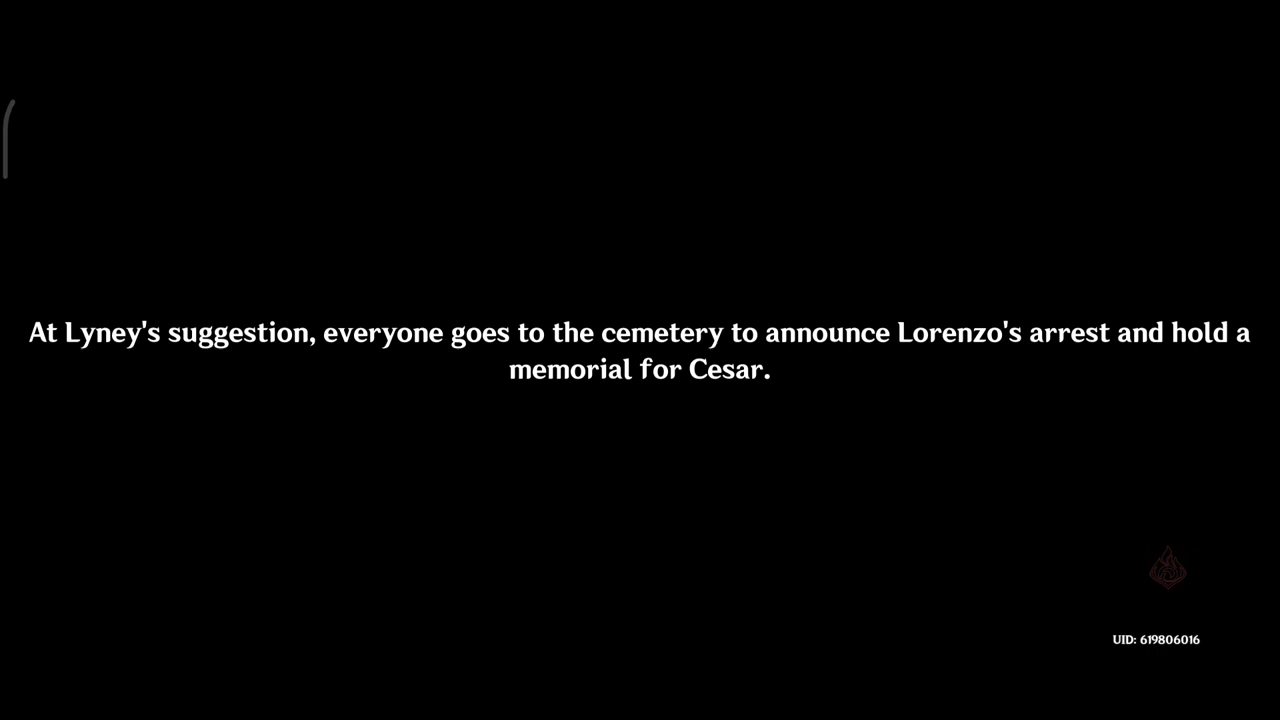 At Lyney's suggestion, everyone goes to the cemetery to announce Lorenzo's arrest and hold a
memorial for Cesar.
UID: 619806016